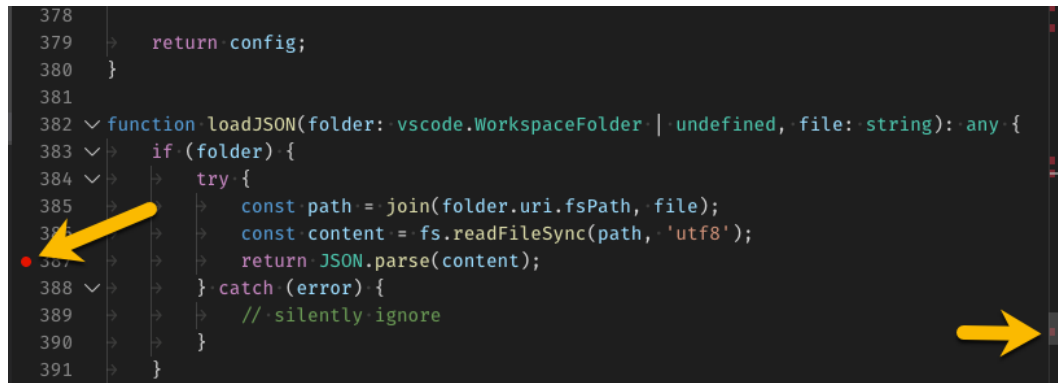 378
379 return config;
380 }
381
382 function loadJSON(folder: vscode.WorkspaceFolder | undefined, file: string): any {
383 if (folder) {
384 try {
385 const path = join(folder.uri.fsPath, file);
386 const content = fs.readFileSync(path, 'utf8');
387 return JSON.parse(content);
388 } catch (error) {
389 // silently ignore
390 }
391 }